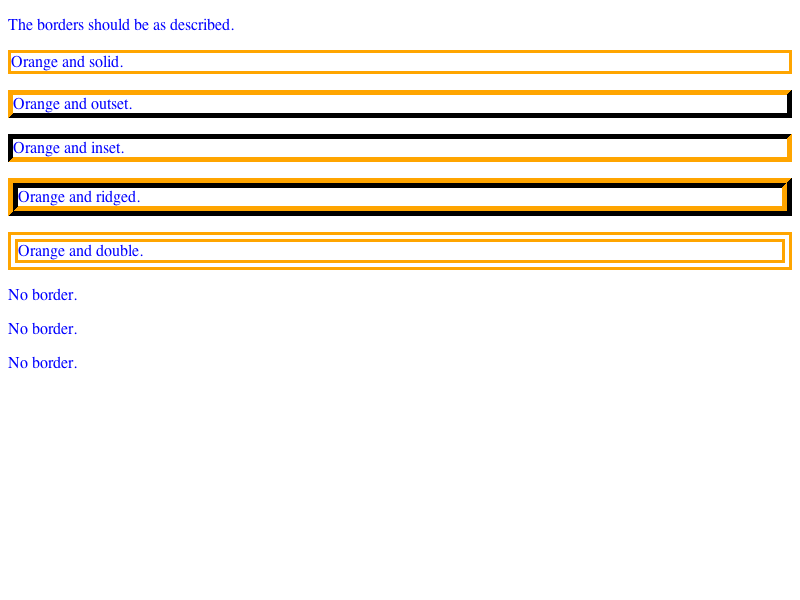 The borders should be as described.
Orange and solid.
Orange and outset.
Orange and inset.
Orange and ridged.
Orange and double.
No border.
No border.
No border.